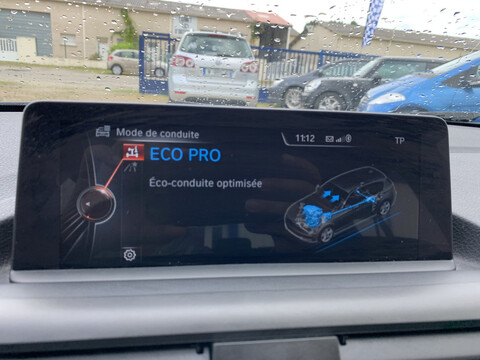 Mode de conduite
11:12
TP
ECO PRO
Éco-conduite optimisée